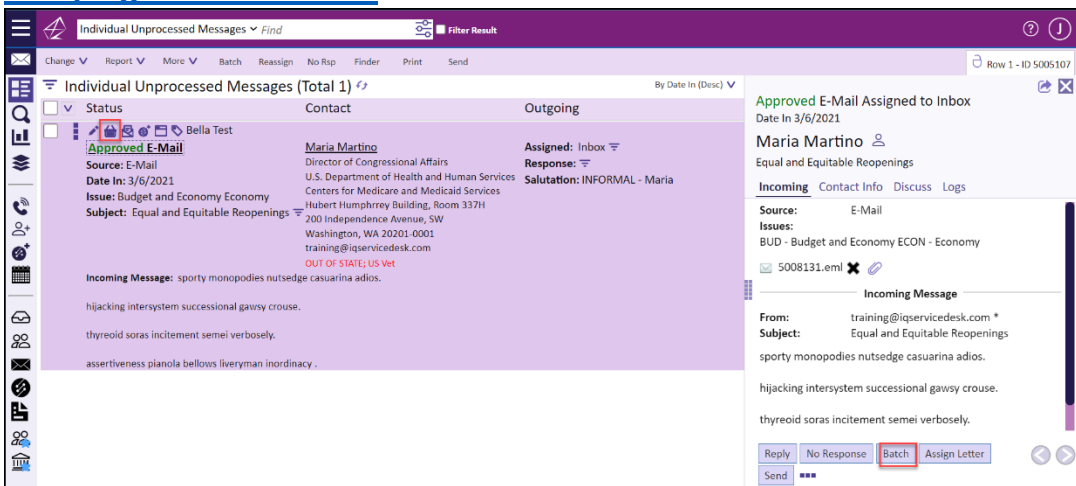 Individual Unprocessed Messages Find
Filter Result
? J
Change Report More Batch Reassign No Rsp Finder Print Send
Row 1 - ID 5005107
Individual Unprocessed Messages (Total 1)
By Date In (Desc)
Status Contact Outgoing
Bella Test
Approved E-Mail
Source: E-Mail
Date In: 3/6/2021
Issue: Budget and Economy Economy
Subject: Equal and Equitable Reopenings
Maria Martino
Director of Congressional Affairs
U.S. Department of Health and Human Services
Centers for Medicare and Medicaid Services
Hubert Humphrey Building, Room 337H
200 Independence Avenue, SW
Washington, WA 20201-0001
training@iqservicedesk.com
OUT OF STATE; US Vet
Assigned: Inbox
Response:
Salutation: INFORMAL - Maria
Incoming Message: sporty monopodies nutsedge casuarina adios.
hijacking intersystem successional gawsy crouse.
thyreoid soras incitement semei verbosely.
assertiveness pianola bellows liveryman inordinacy .
Approved E-Mail Assigned to Inbox
Date In 3/6/2021
Maria Martino
Equal and Equitable Reopenings
Incoming Contact Info Discuss Logs
Source: E-Mail
Issues:
BUD - Budget and Economy ECON - Economy
5008131.eml
Incoming Message
From: training@iqservicedesk.com *
Subject: Equal and Equitable Reopenings
sporty monopodies nutsedge casuarina adios.
hijacking intersystem successional gawsy crouse.
thyreoid soras incitement semei verbosely.
Reply No Response Batch Assign Letter
Send